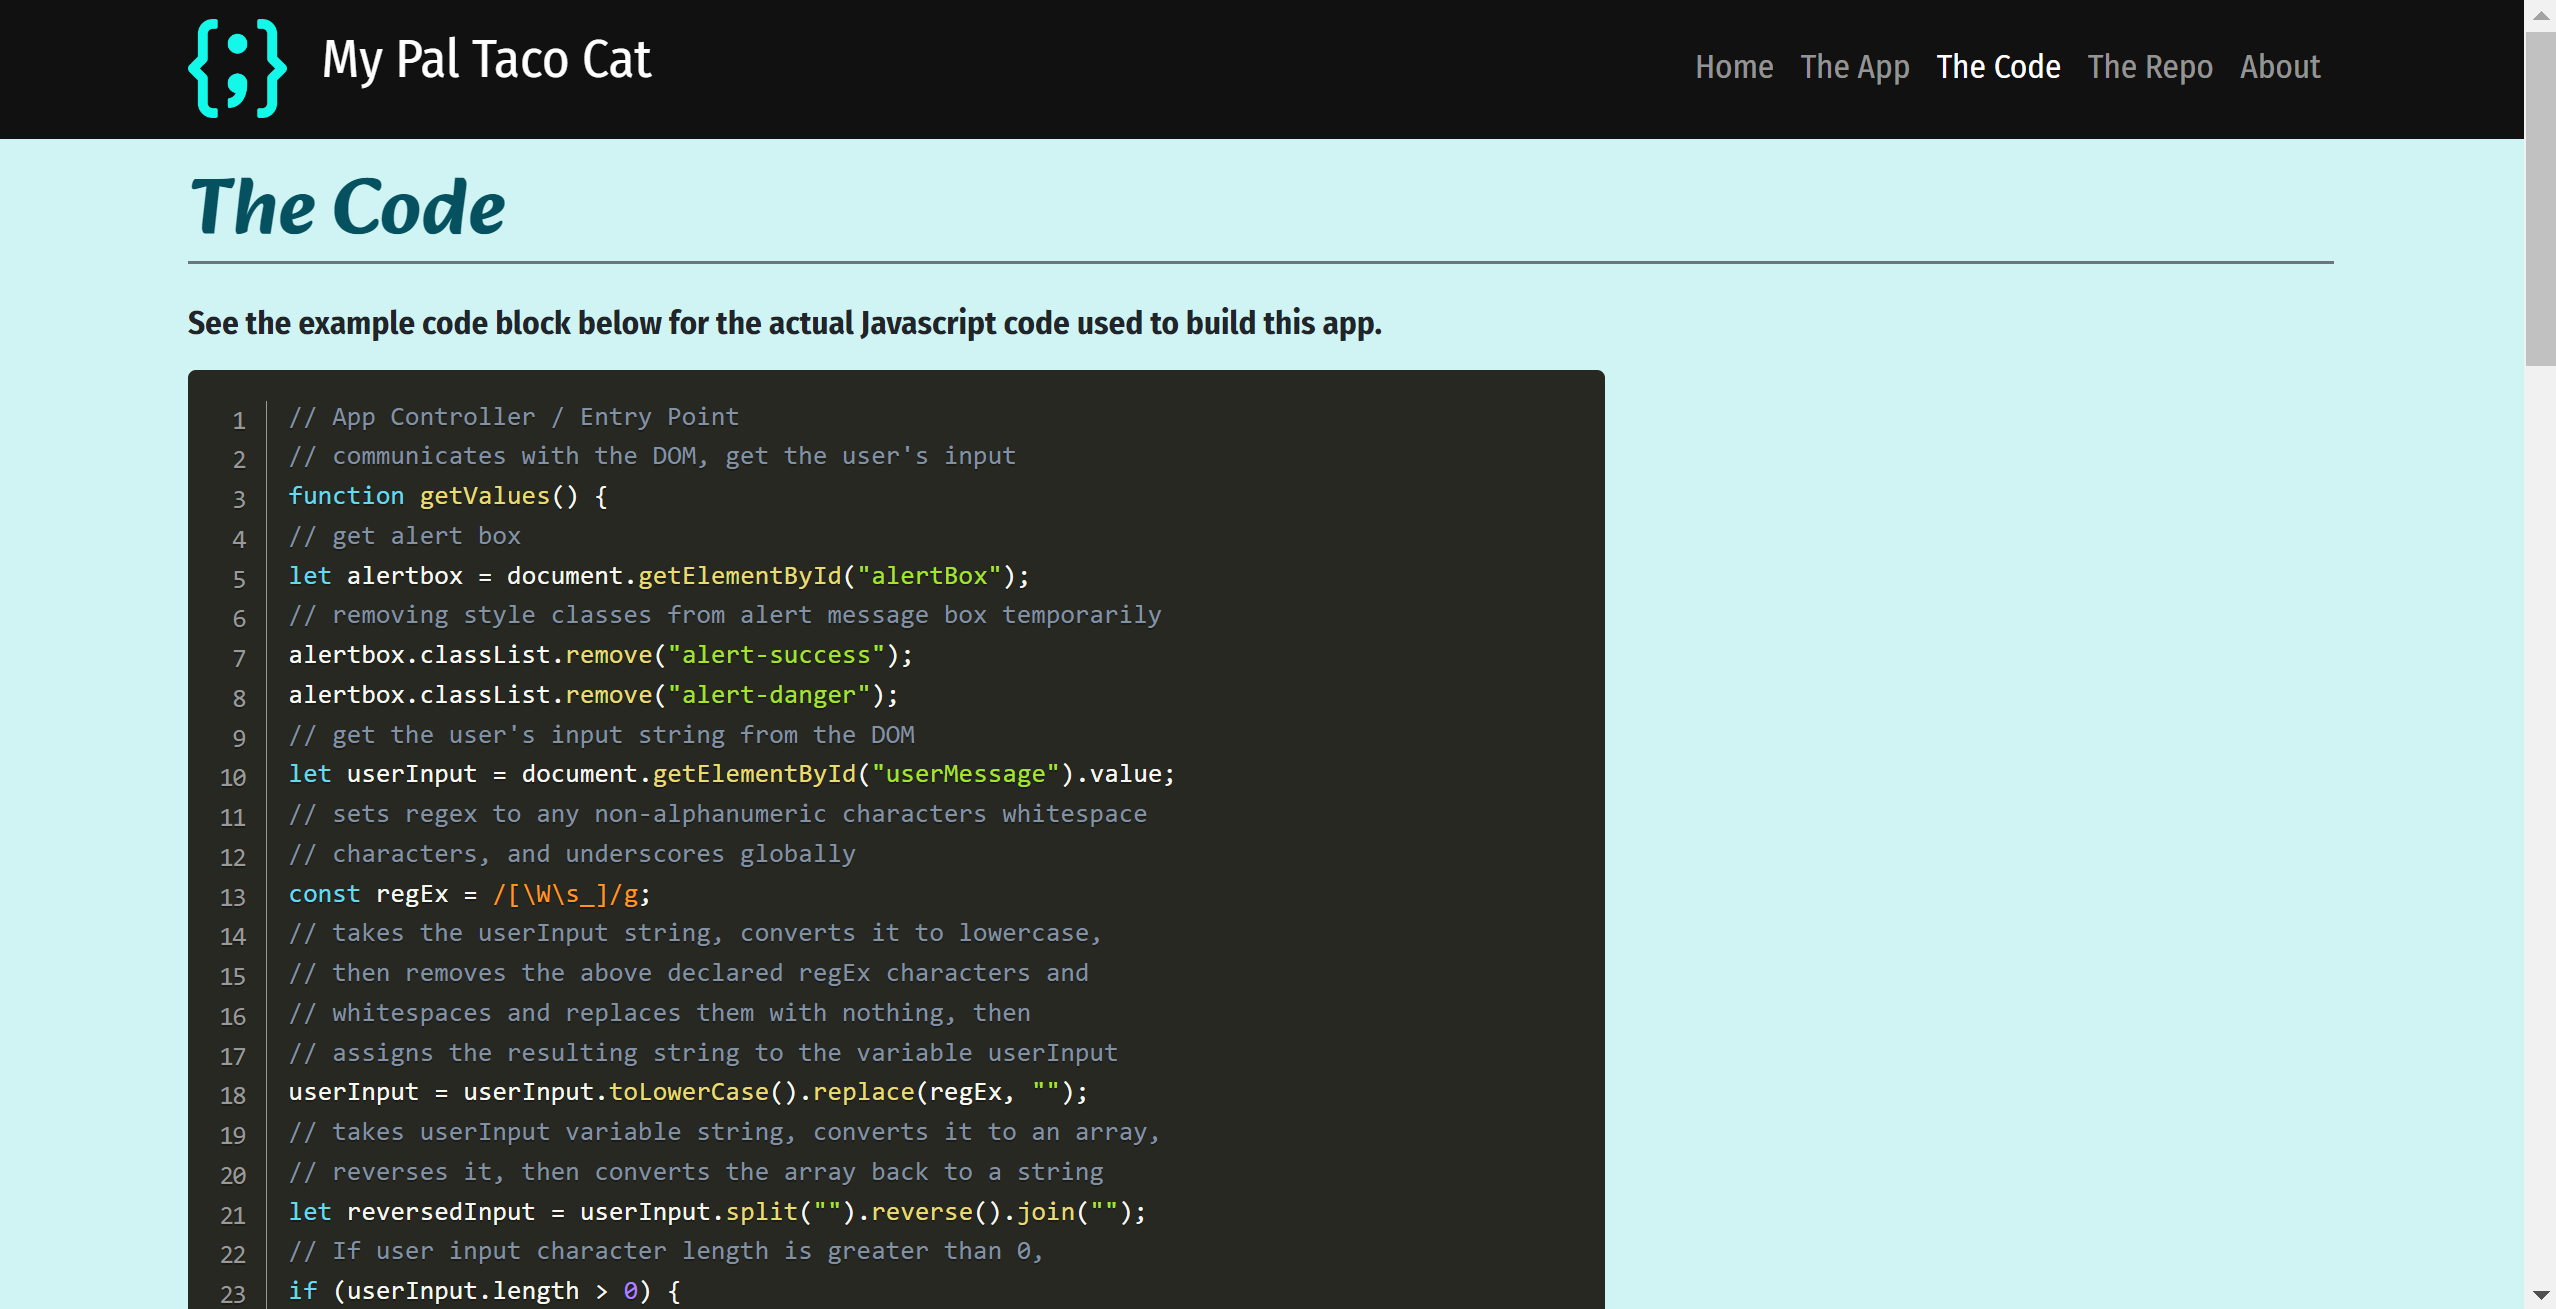 {;} My Pal Taco Cat
Home The App The Code The Repo About
The Code
See the example code block below for the actual Javascript code used to build this app.
1 // App Controller / Entry Point
2 // communicates with the DOM, get the user's input
3 function getValues() {
4 // get alert box
5 let alertbox = document.getElementById("alertBox");
6 // removing style classes from alert message box temporarily
7 alertbox.classList.remove("alert-success");
8 alertbox.classList.remove("alert-danger");
9 // get the user's input string from the DOM
10 let userInput = document.getElementById("userMessage").value;
11 // sets regex to any non-alphanumeric characters whitespace
12 // characters, and underscores globally
13 const regEx = /[\W\s_]/g;
14 // takes the userInput string, converts it to lowercase,
15 // then removes the above declared regEx characters and
16 // whitespaces and replaces them with nothing, then
17 // assigns the resulting string to the variable userInput
18 userInput = userInput.toLowerCase().replace(regEx, "");
19 // takes userInput variable string, converts it to an array,
20 // reverses it, then converts the array back to a string
21 let reversedInput = userInput.split("").reverse().join("");
22 // If user input character length is greater than 0,
23 if (userInput.length > 0) {